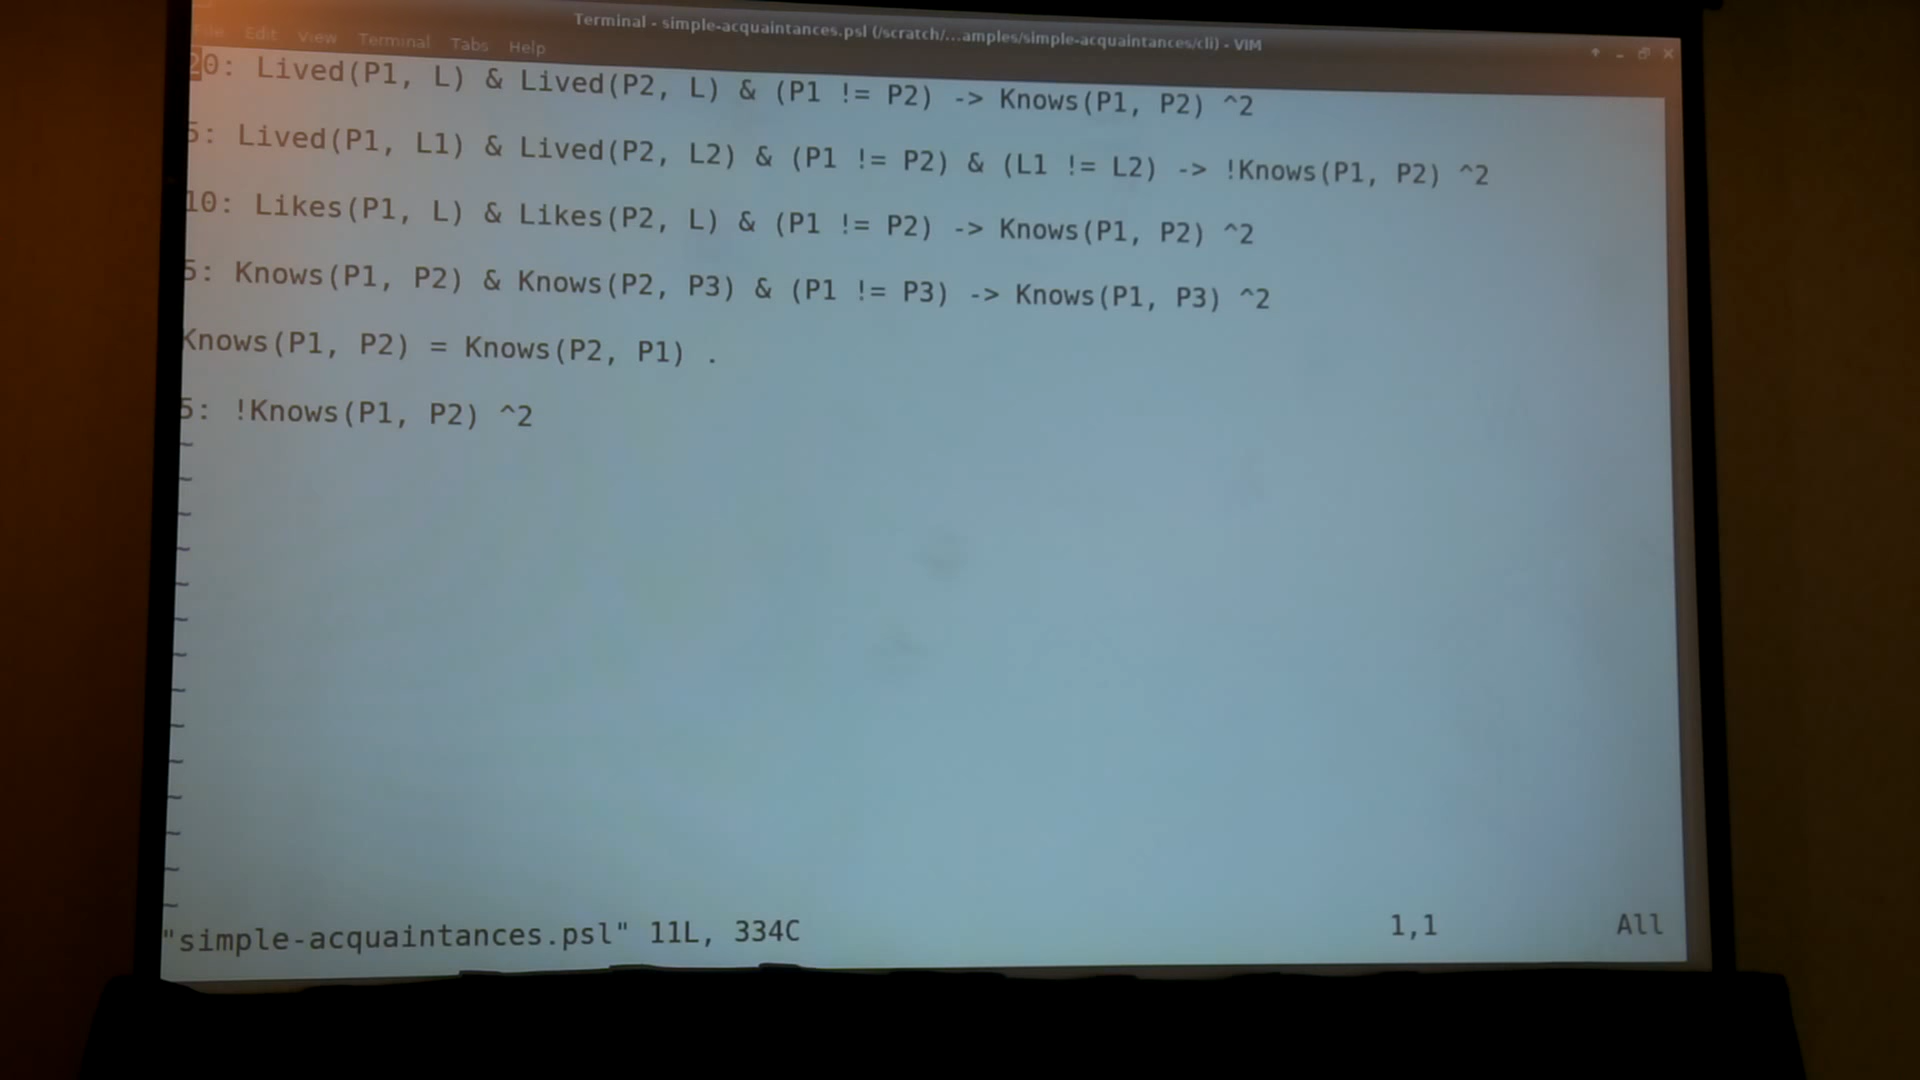 Terminal - simple-acquaintances.psl (/scratch/...amples/simple-acquaintances/cli) - VIM
File Edit View Terminal Tabs Help
20: Lived(P1, L) & Lived(P2, L) & (P1 != P2) -> Knows(P1, P2) ^2
5: Lived(P1, L1) & Lived(P2, L2) & (P1 != P2) & (L1 != L2) -> !Knows(P1, P2) ^2
10: Likes(P1, L) & Likes(P2, L) & (P1 != P2) -> Knows(P1, P2) ^2
5: Knows(P1, P2) & Knows(P2, P3) & (P1 != P3) -> Knows(P1, P3) ^2
Knows(P1, P2) = Knows(P2, P1) .
5: !Knows(P1, P2) ^2
~
~
~
~
~
~
~
~
~
~
~
~
~
~
"simple-acquaintances.psl" 11L, 334C 1,1 All